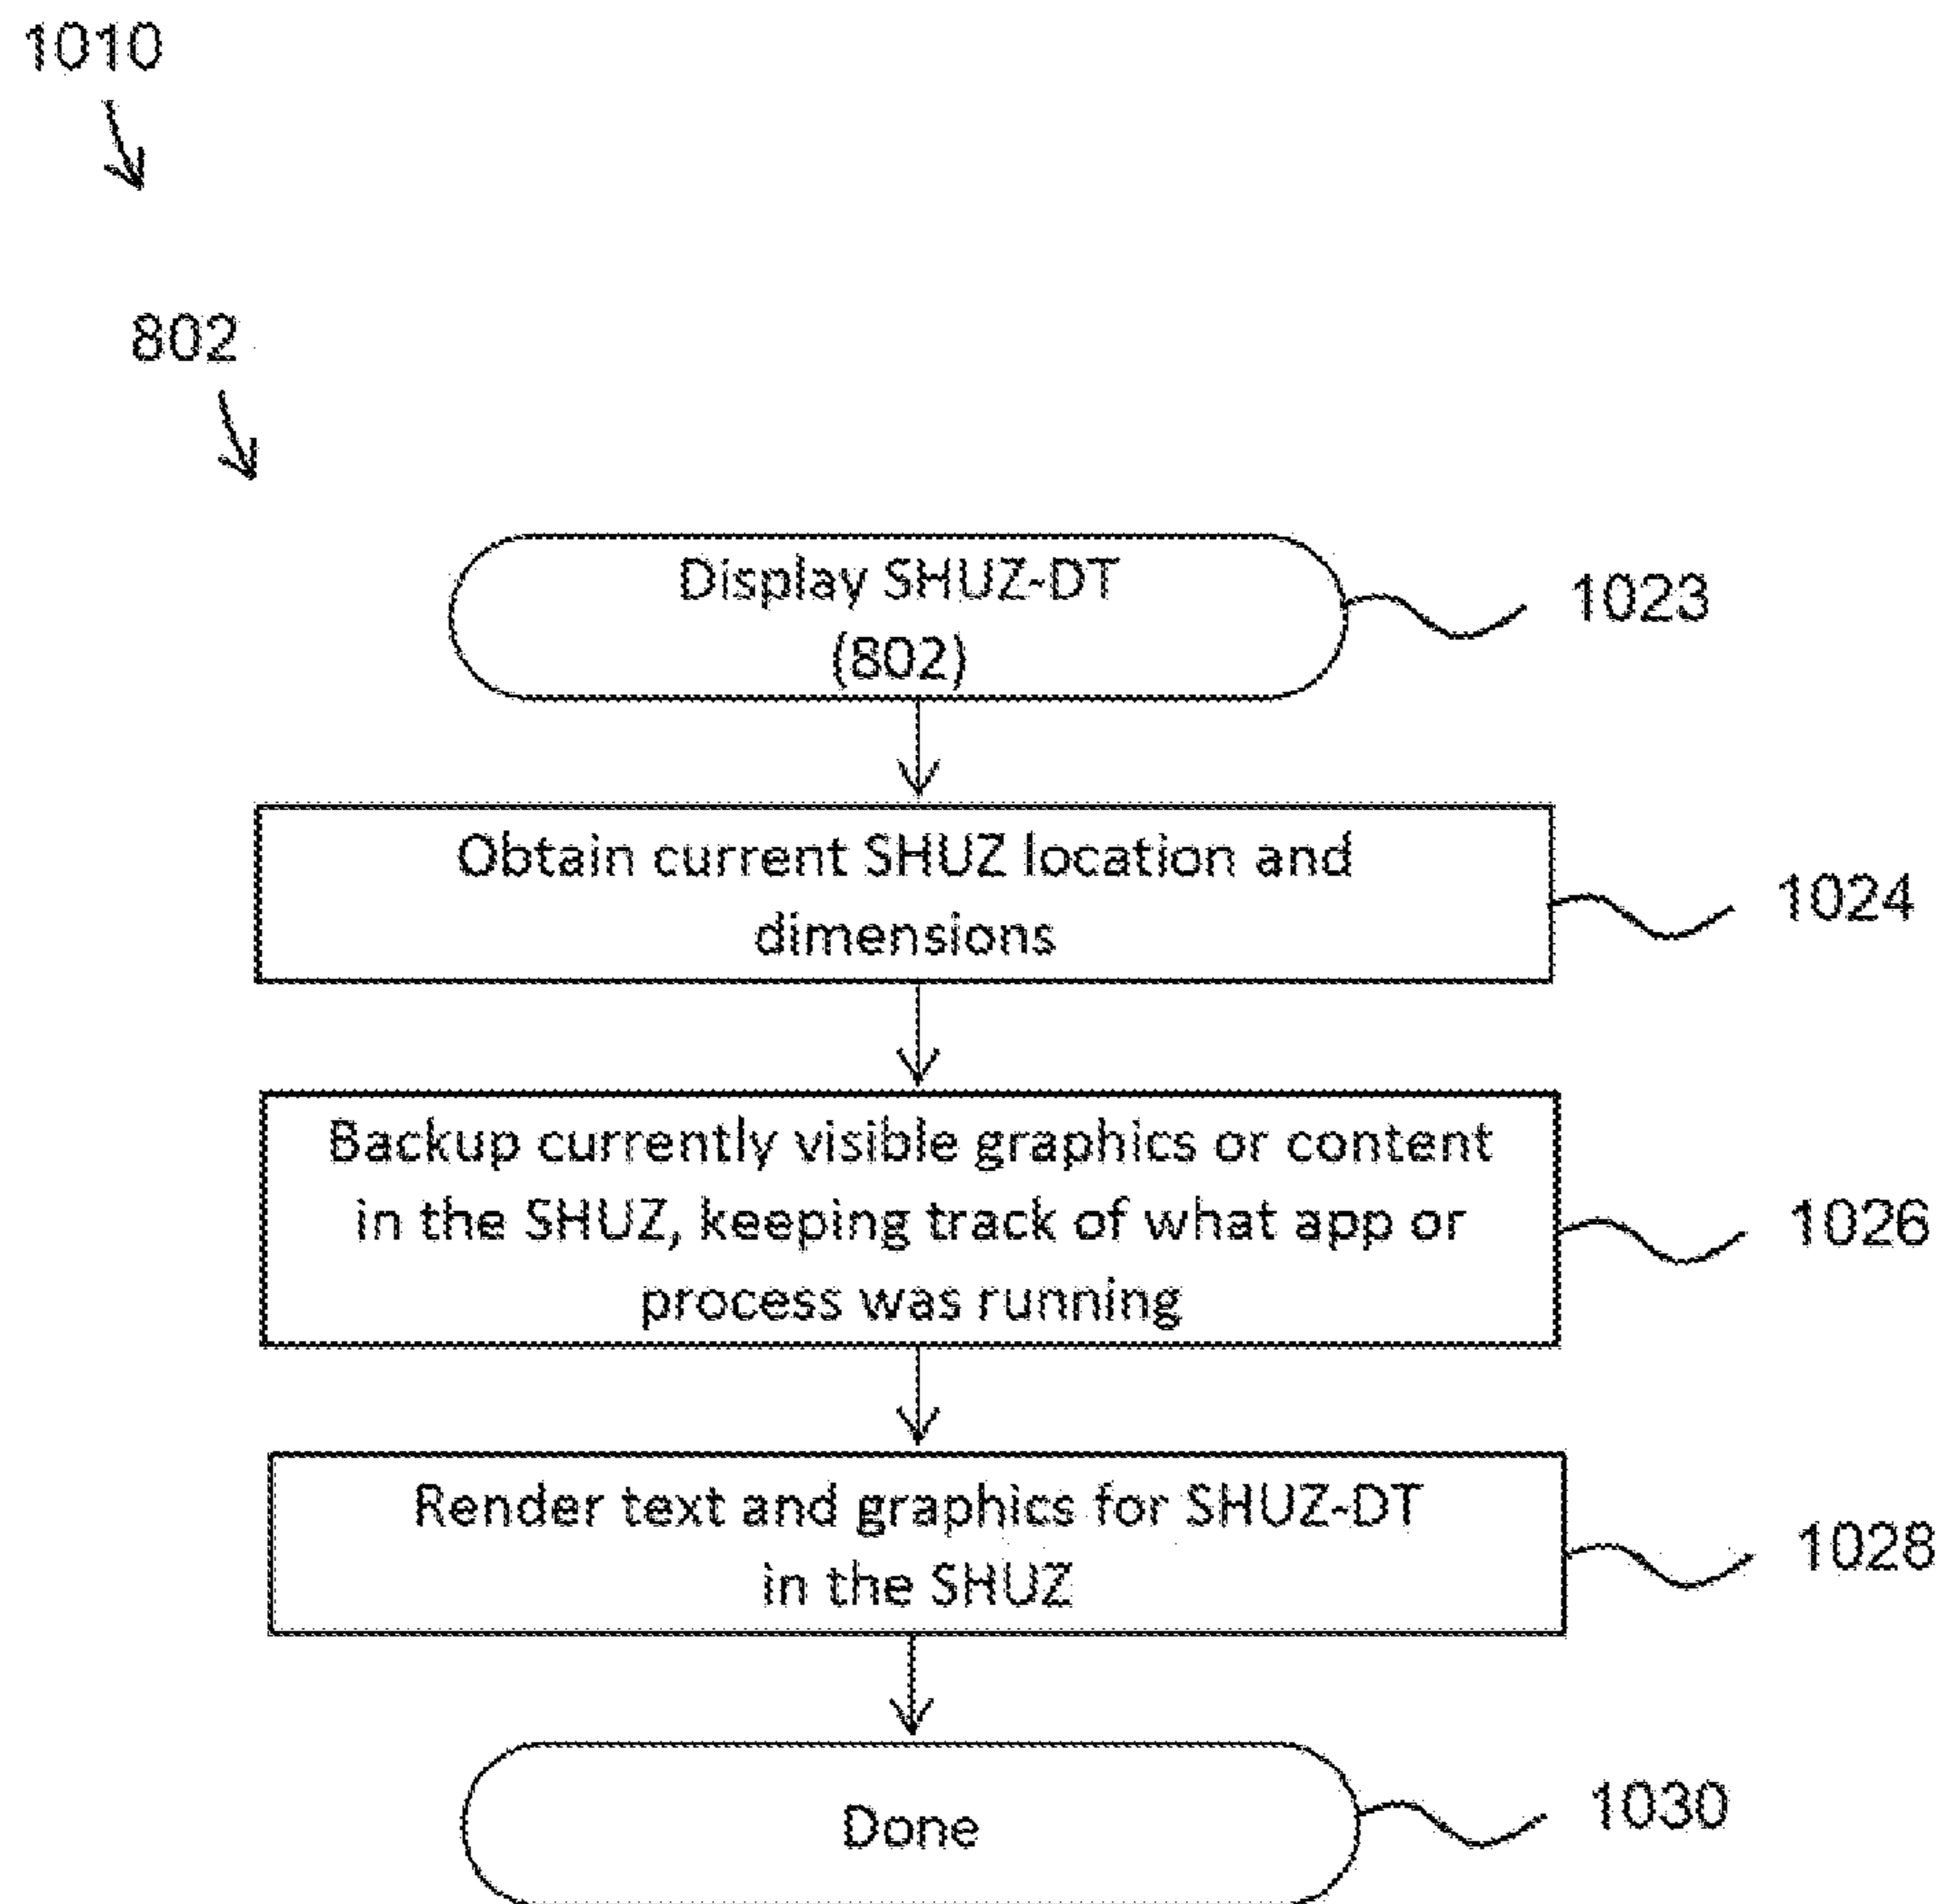 1010
802
Display SHUZ-DT
(802)
1023
Obtain current SHUZ location and
dimensions
1024
Backup currently visible graphics or content
in the SHUZ, keeping track of what app or
process was running
1026
Render text and graphics for SHUZ-DT
in the SHUZ
1028
Done
1030